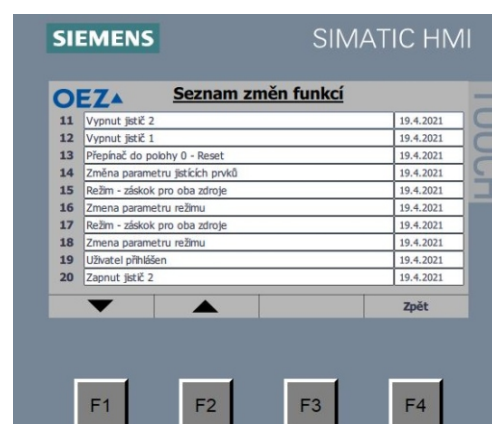 SIEMENS SIMATIC HMI
TOUCH
OEZ Seznam změn funkcí
11 Vypnut jistič 2 19.4.2021
12 Vypnut jistič 1 19.4.2021
13 Přepínač do polohy 0 - Reset 19.4.2021
14 Změna parametru jistících prvků 19.4.2021
15 Režim - záskok pro oba zdroje 19.4.2021
16 Zmena parametru režimu 19.4.2021
17 Režim - záskok pro oba zdroje 19.4.2021
18 Zmena parametru režimu 19.4.2021
19 Uživatel přihlášen 19.4.2021
20 Zapnut jistič 2 19.4.2021
Zpět
F1 F2 F3 F4